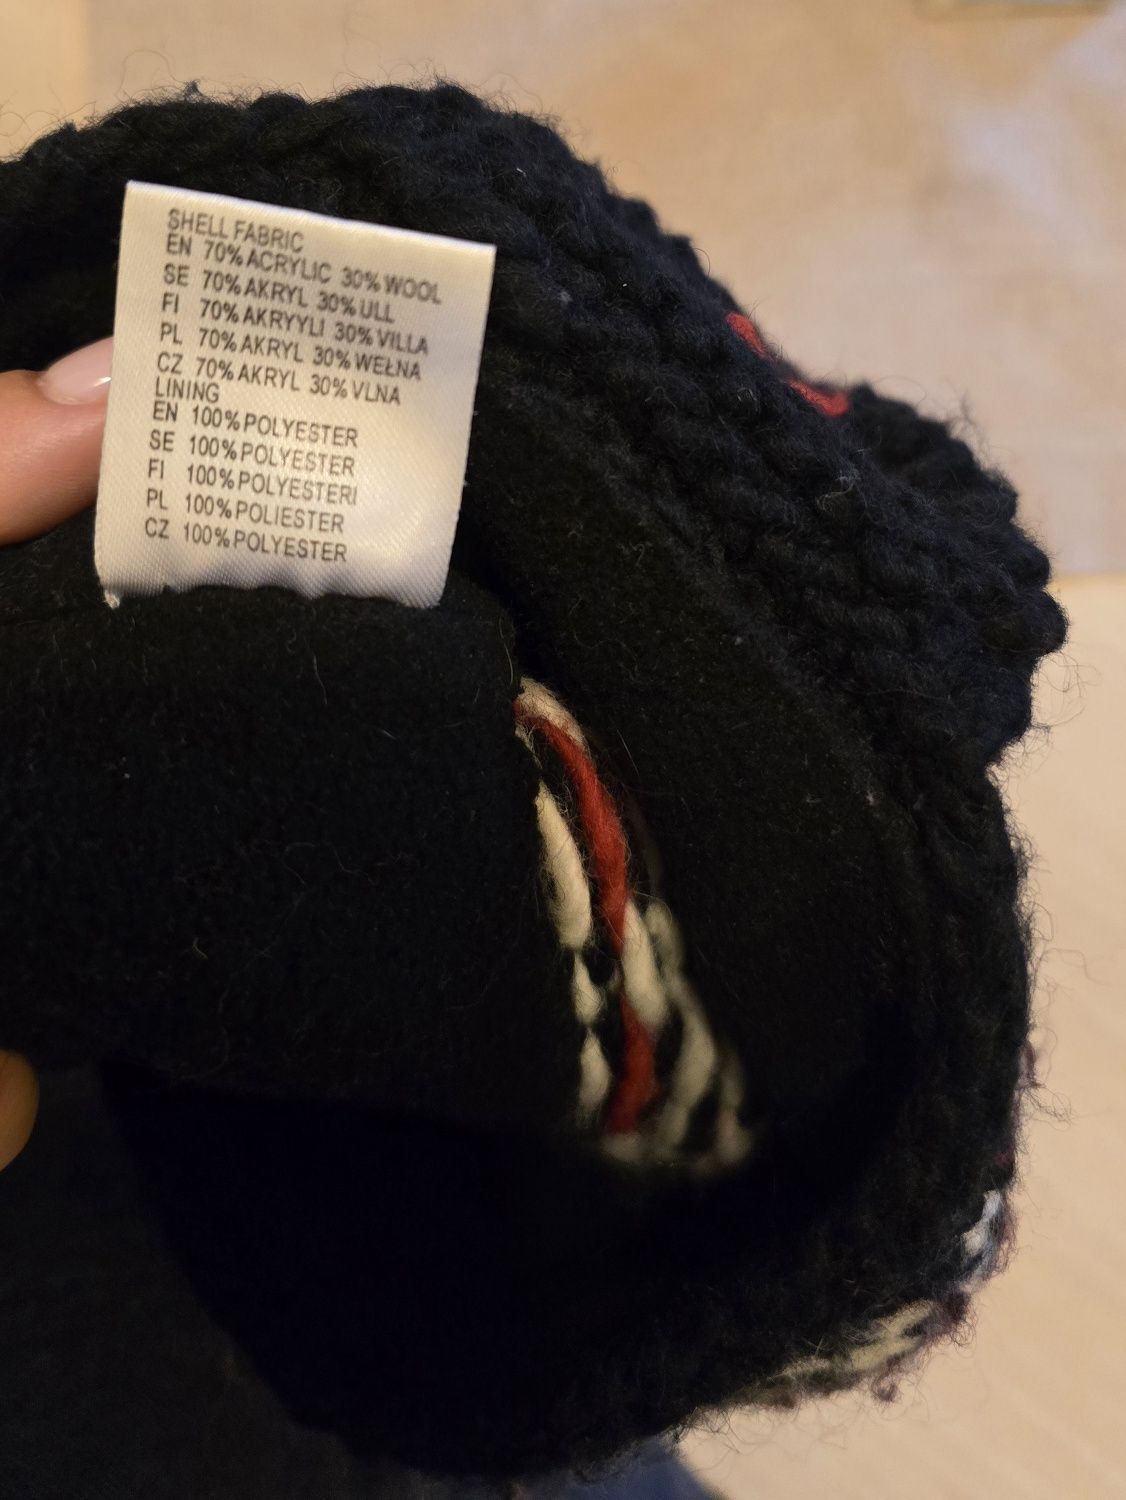 SHELL FABRIC
EN 70% ACRYLIC 30% WOOL
SE 70% AKRYL 30% ULL
FI 70% AKRYYLI 30% VILLA
PL 70% AKRYL 30% WEŁNA
CZ 70% AKRYL 30% VLNA
LINING
EN 100% POLYESTER
SE 100% POLYESTER
FI 100% POLYESTERI
PL 100% POLIESTER
CZ 100% POLYESTER